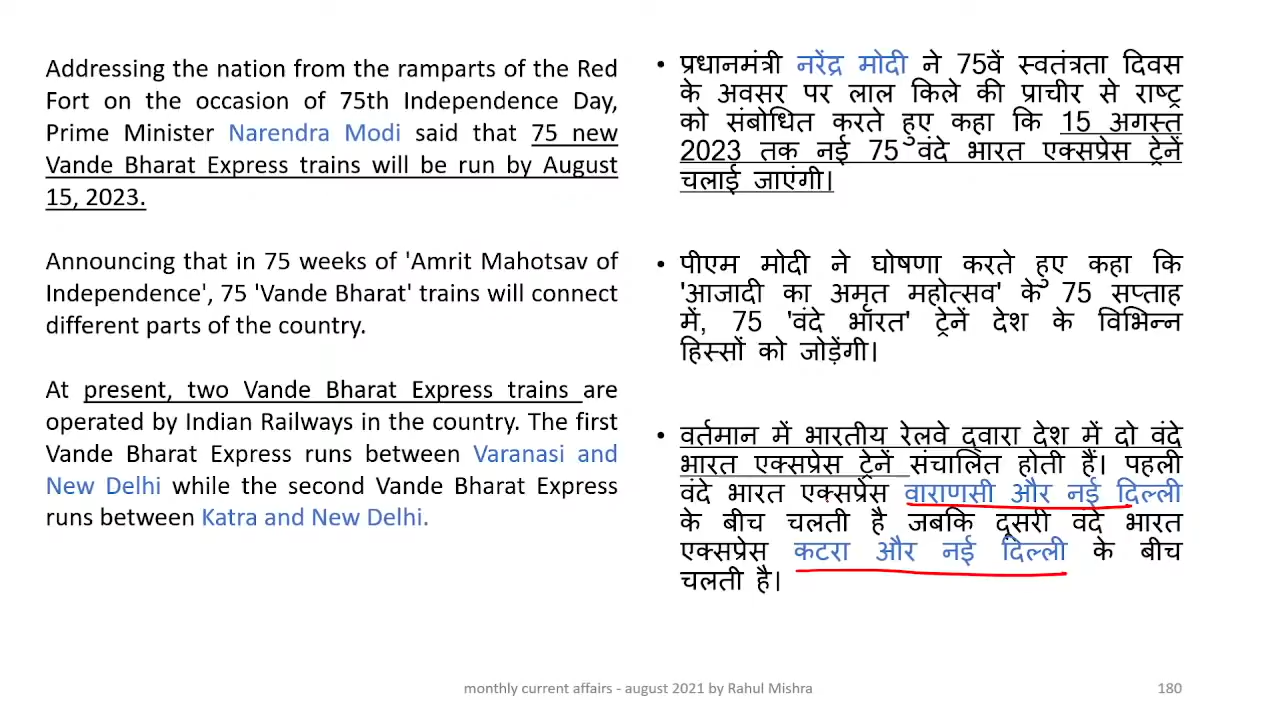 Addressing the nation from the ramparts of the Red
Fort on the occasion of 75th Independence Day,
Prime Minister Narendra Modi said that 75 new
Vande Bharat Express trains will be run by August
15, 2023.
Announcing that in 75 weeks of 'Amrit Mahotsav of
Independence', 75 'Vande Bharat' trains will connect
different parts of the country.
At present, two Vande Bharat Express trains are
operated by Indian Railways in the country. The first
Vande Bharat Express runs between Varanasi and
New Delhi while the second Vande Bharat Express
runs between Katra and New Delhi.
• प्रधानमंत्री नरेंद्र मोदी ने 75वें स्वतंत्रता दिवस
के अवसर पर लाल किले की प्राचीर से राष्ट्र
को संबोधित करते हुए कहा कि 15 अगस्त
2023 तक नई 75 वंदे भारत एक्सप्रेस ट्रेनें
चलाई जाएंगी।
• पीएम मोदी ने घोषणा करते हुए कहा कि
'आजादी का अमृत महोत्सव' के 75 सप्ताह
में, 75 'वंदे भारत' ट्रेनें देश के विभिन्न
हिस्सों को जोड़ेंगी।
• वर्तमान में भारतीय रेलवे द्वारा देश में दो वंदे
भारत एक्सप्रेस ट्रेनें संचालित होती हैं। पहली
वंदे भारत एक्सप्रेस वाराणसी और नई दिल्ली
के बीच चलती है जबकि दूसरी वंदे भारत
एक्सप्रेस कटरा और नई दिल्ली के बीच
चलती है।
monthly current affairs - august 2021 by Rahul Mishra
180